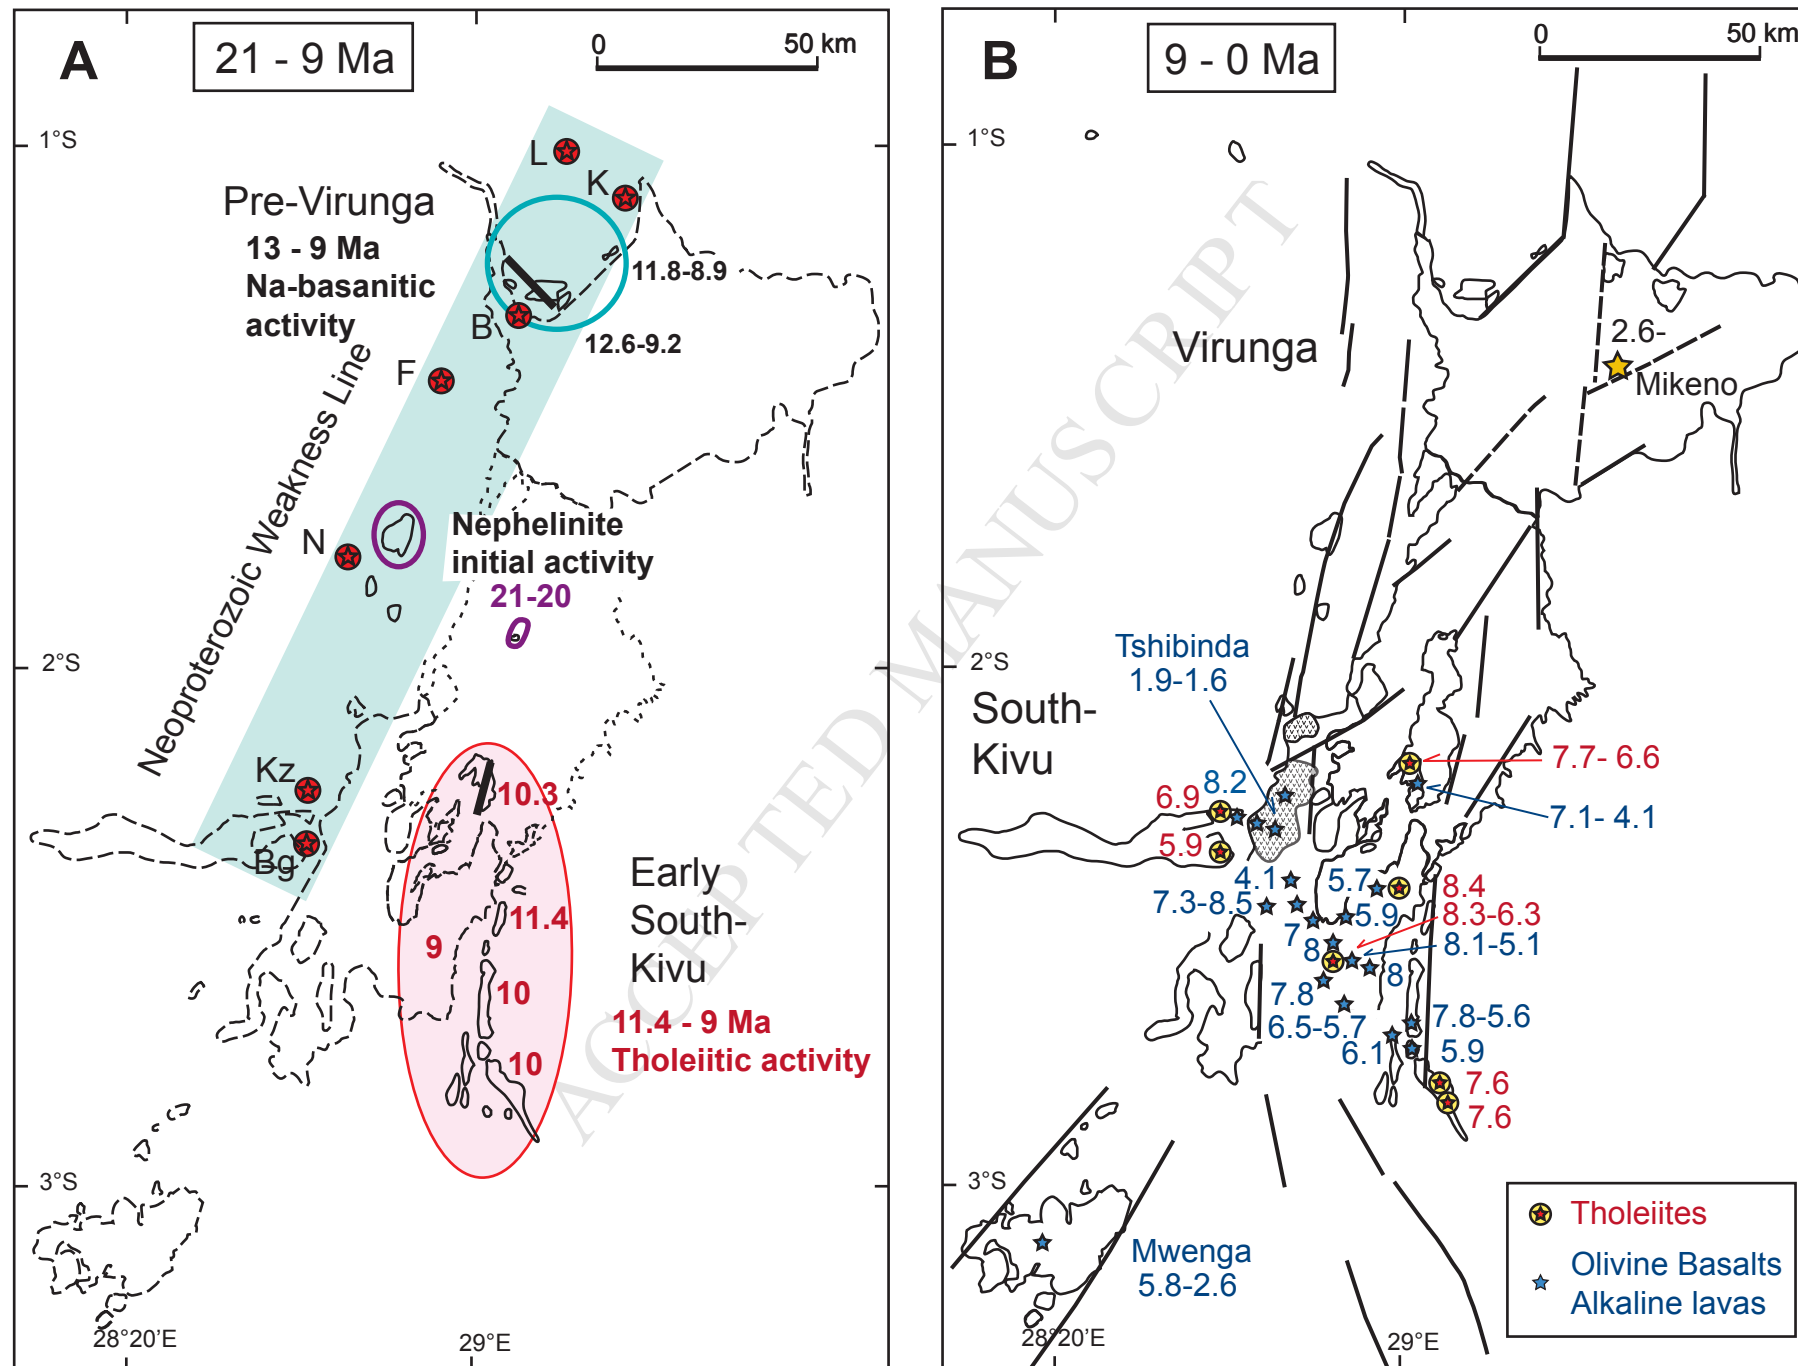 A
21 - 9 Ma
0
50 km
1°S
L
K
Pre-Virunga
13 - 9 Ma
Na-basanitic
activity
11.8-8.9
B
12.6-9.2
F
Neoproterozoic Weakness Line
N
Nephelinite
initial activity
21-20
2°S
Kz
Bg
10.3
11.4
9
10
10
Early
South-
Kivu
11.4 - 9 Ma
Tholeiitic activity
3°S
28°20'E
29°E
ACCEPTED MANUSCRIPT
B
9 - 0 Ma
0
50 km
1°S
Virunga
2.6-
Mikeno
Tshibinda
1.9-1.6
2°S
South-
Kivu
7.7- 6.6
7.1- 4.1
6.9
8.2
5.9
4.1
5.7
8.4
7.3-8.5
5.9
8.3-6.3
7
8
8.1-5.1
8
7.8
6.5-5.7
7.8-5.6
6.1
5.9
7.6
7.6
3°S
Mwenga
5.8-2.6
28°20'E
29°E
Tholeiites
Olivine Basalts
Alkaline lavas